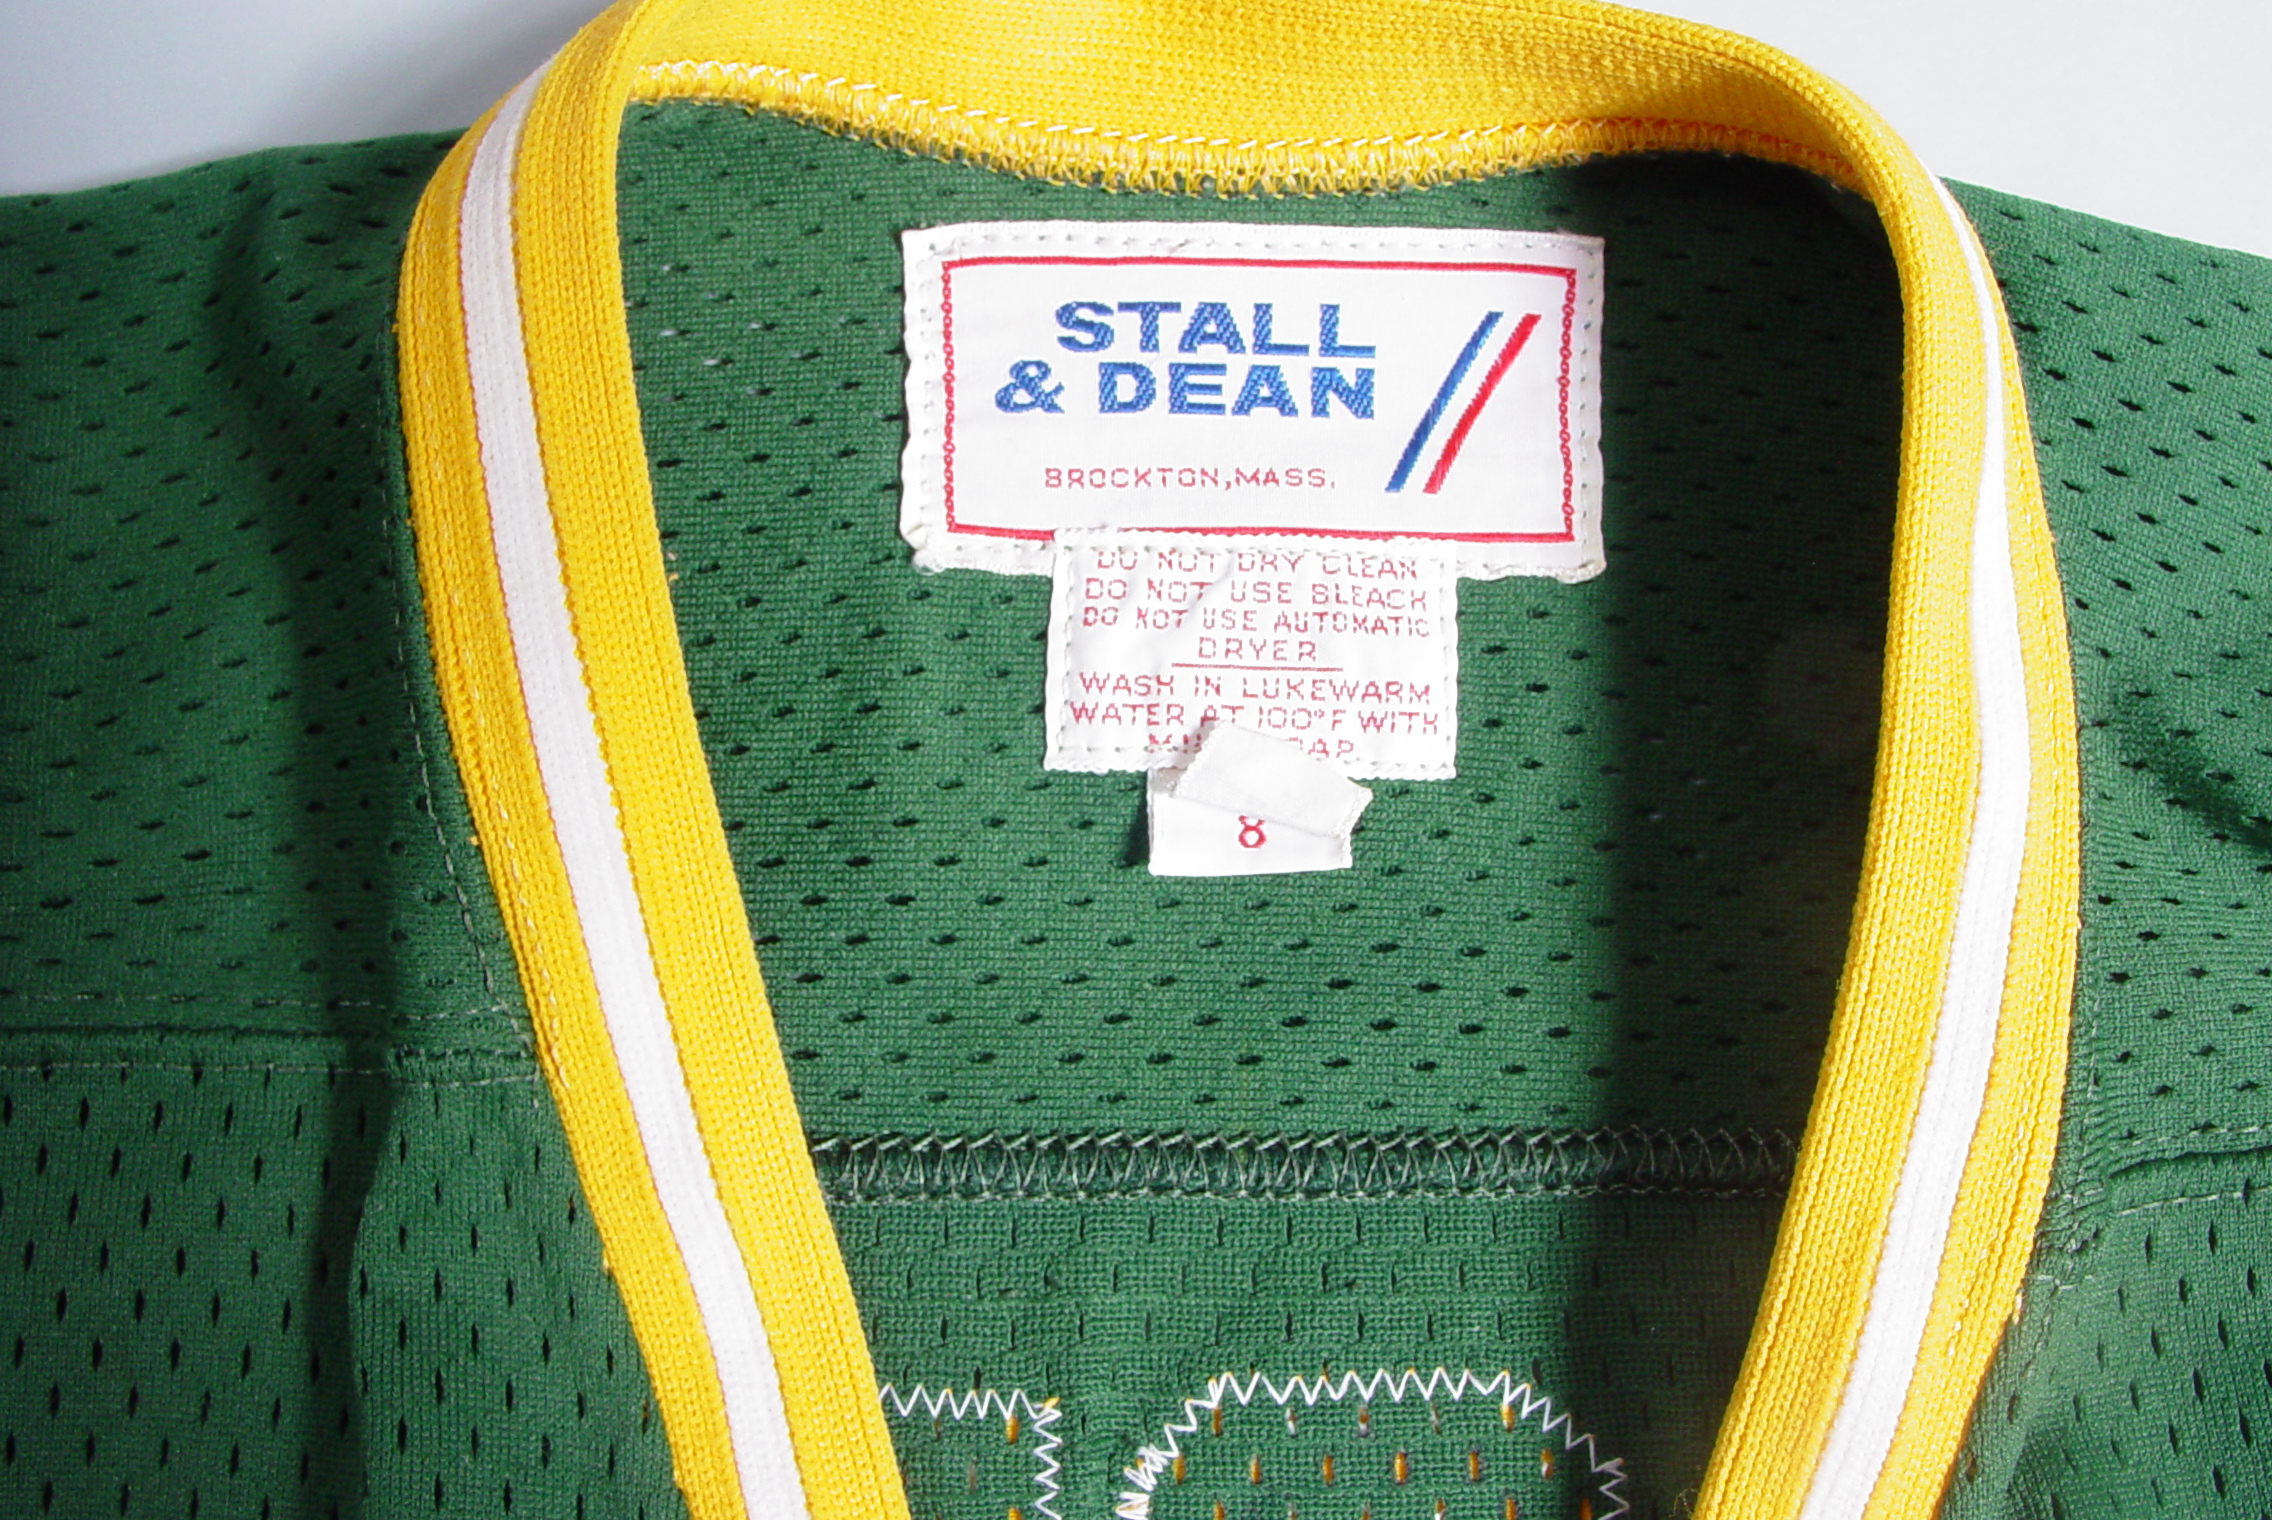 STALL
& DEAN
BROCKTON, MASS.
DO NOT DRY CLEAN
DO NOT USE BLEACH
DO NOT USE AUTOMATIC
DRYER
WASH IN LUKEWARM
WATER AT 100°F WITH
8